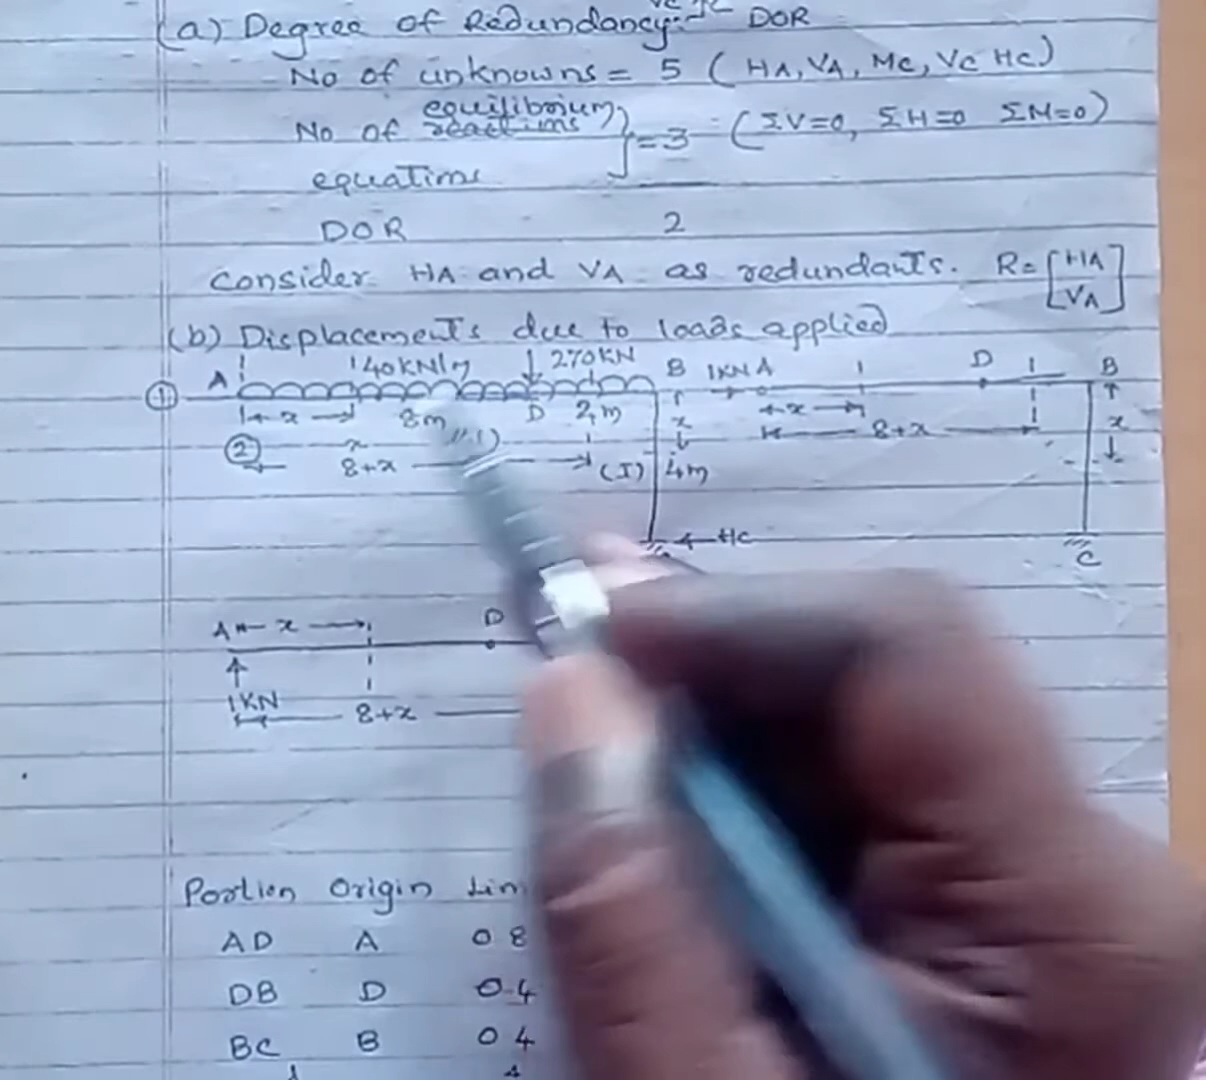 (a) Degree of Redundancy:- DOR
No of unknowns = 5 ( HA, VA, Mc, Vc Hc)
equilibrium
No of reactions } = 3 ( ΣV=0, ΣH=0 ΣM=0)
equations
DOR 2
Consider HA and VA as redundants. R = [HA VA]
(b) Displacements due to loads applied
① A 140KN/m 270KN B 1KN A D B
x 8m D 2m x x x
② 8+x 8+x
(I) 4m
Hc
C
A x D
1KN
8+x
Portion Origin
AD A 0 8
DB D 0-4
BC B 0 4